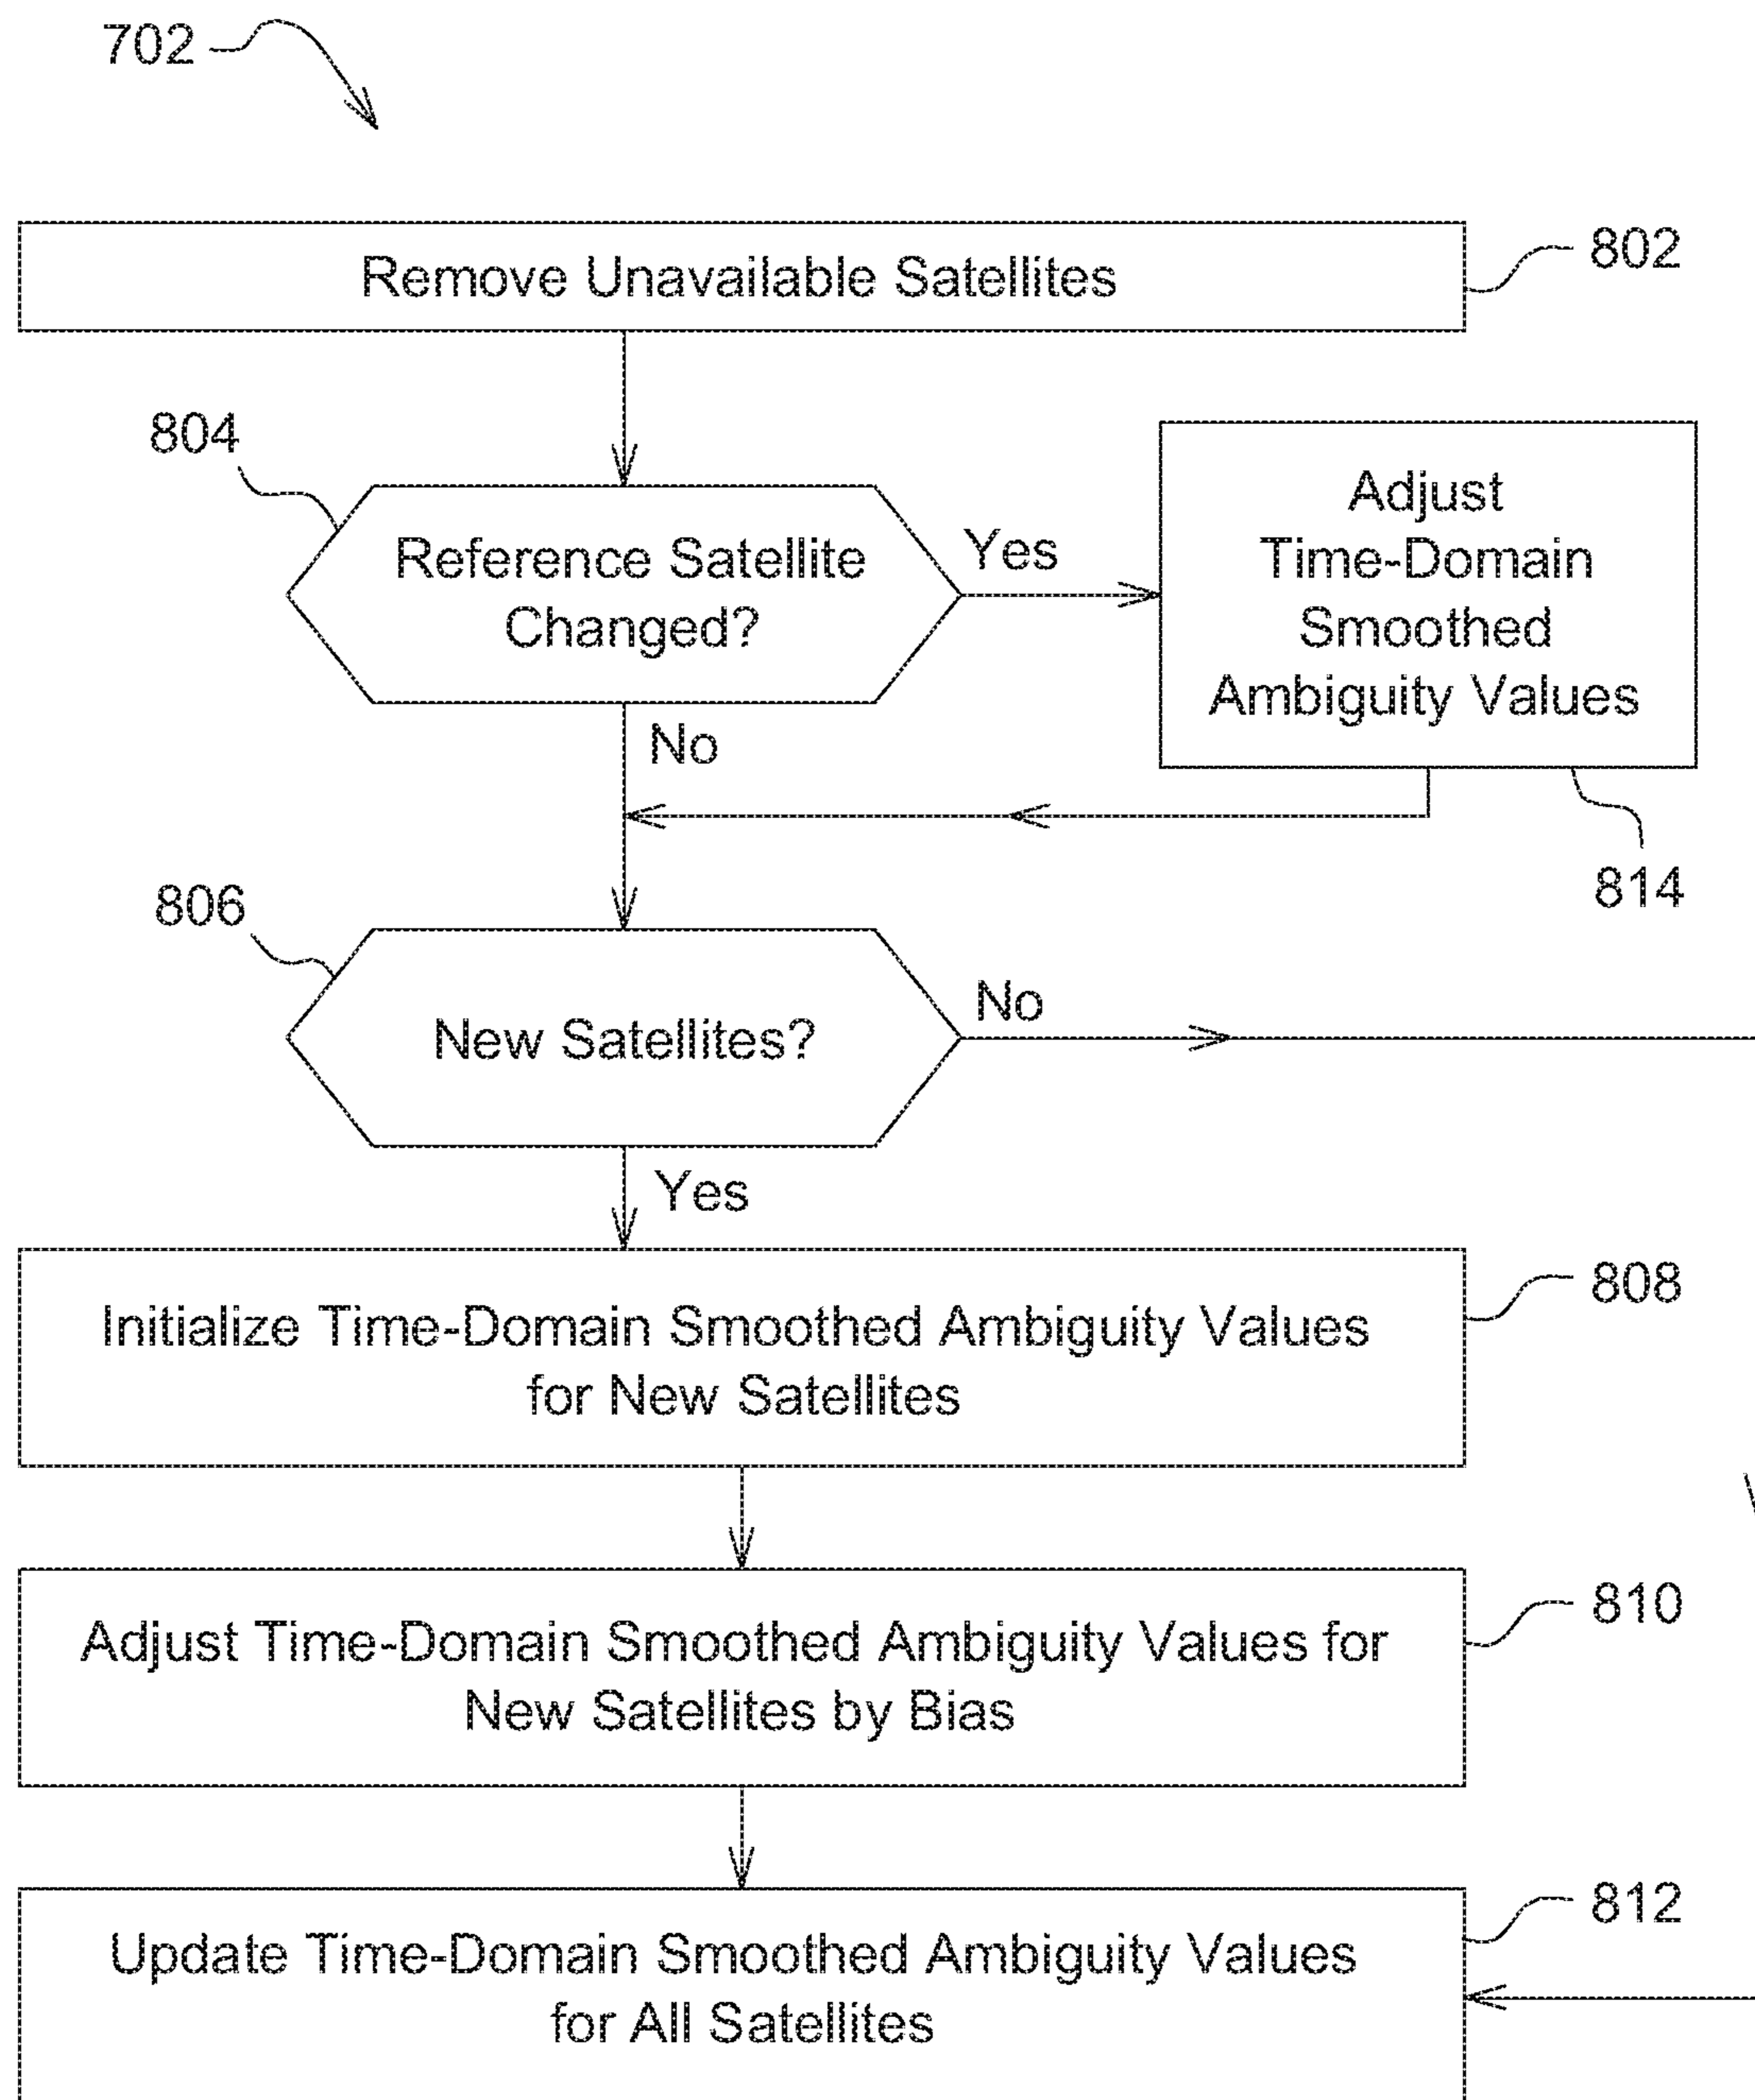 702
Remove Unavailable Satellites
802
804
Reference Satellite
Changed?
Yes
Adjust
Time-Domain
Smoothed
Ambiguity Values
No
814
806
New Satellites?
No
Yes
Initialize Time-Domain Smoothed Ambiguity Values
for New Satellites
808
Adjust Time-Domain Smoothed Ambiguity Values for
New Satellites by Bias
810
Update Time-Domain Smoothed Ambiguity Values
for All Satellites
812